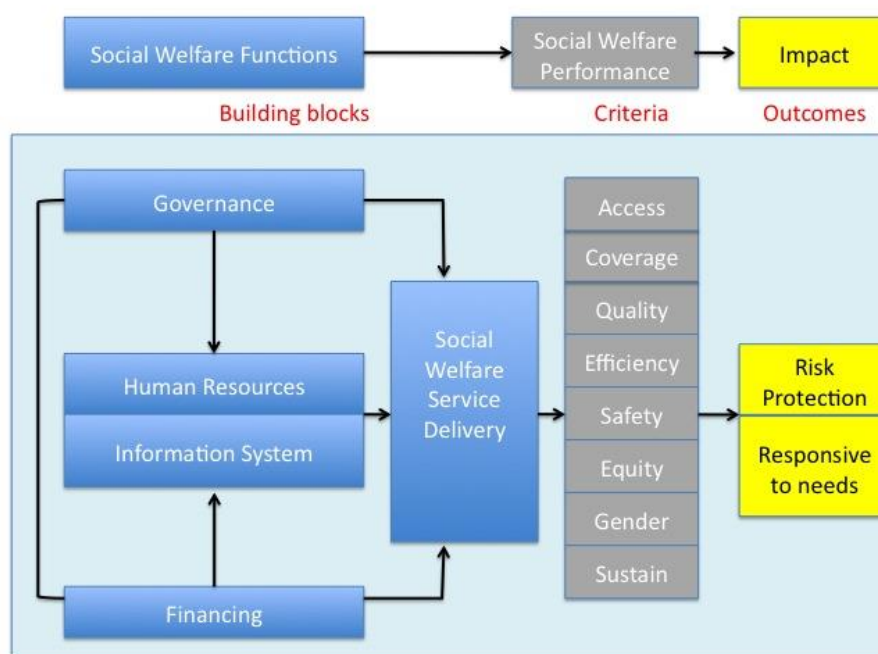 Social Welfare Functions
Social Welfare
Performance
Impact
Building blocks
Criteria
Outcomes
Governance
Human Resources
Information System
Financing
Social
Welfare
Service
Delivery
Access
Coverage
Quality
Efficiency
Safety
Equity
Gender
Sustain
Risk
Protection
Responsive
to needs